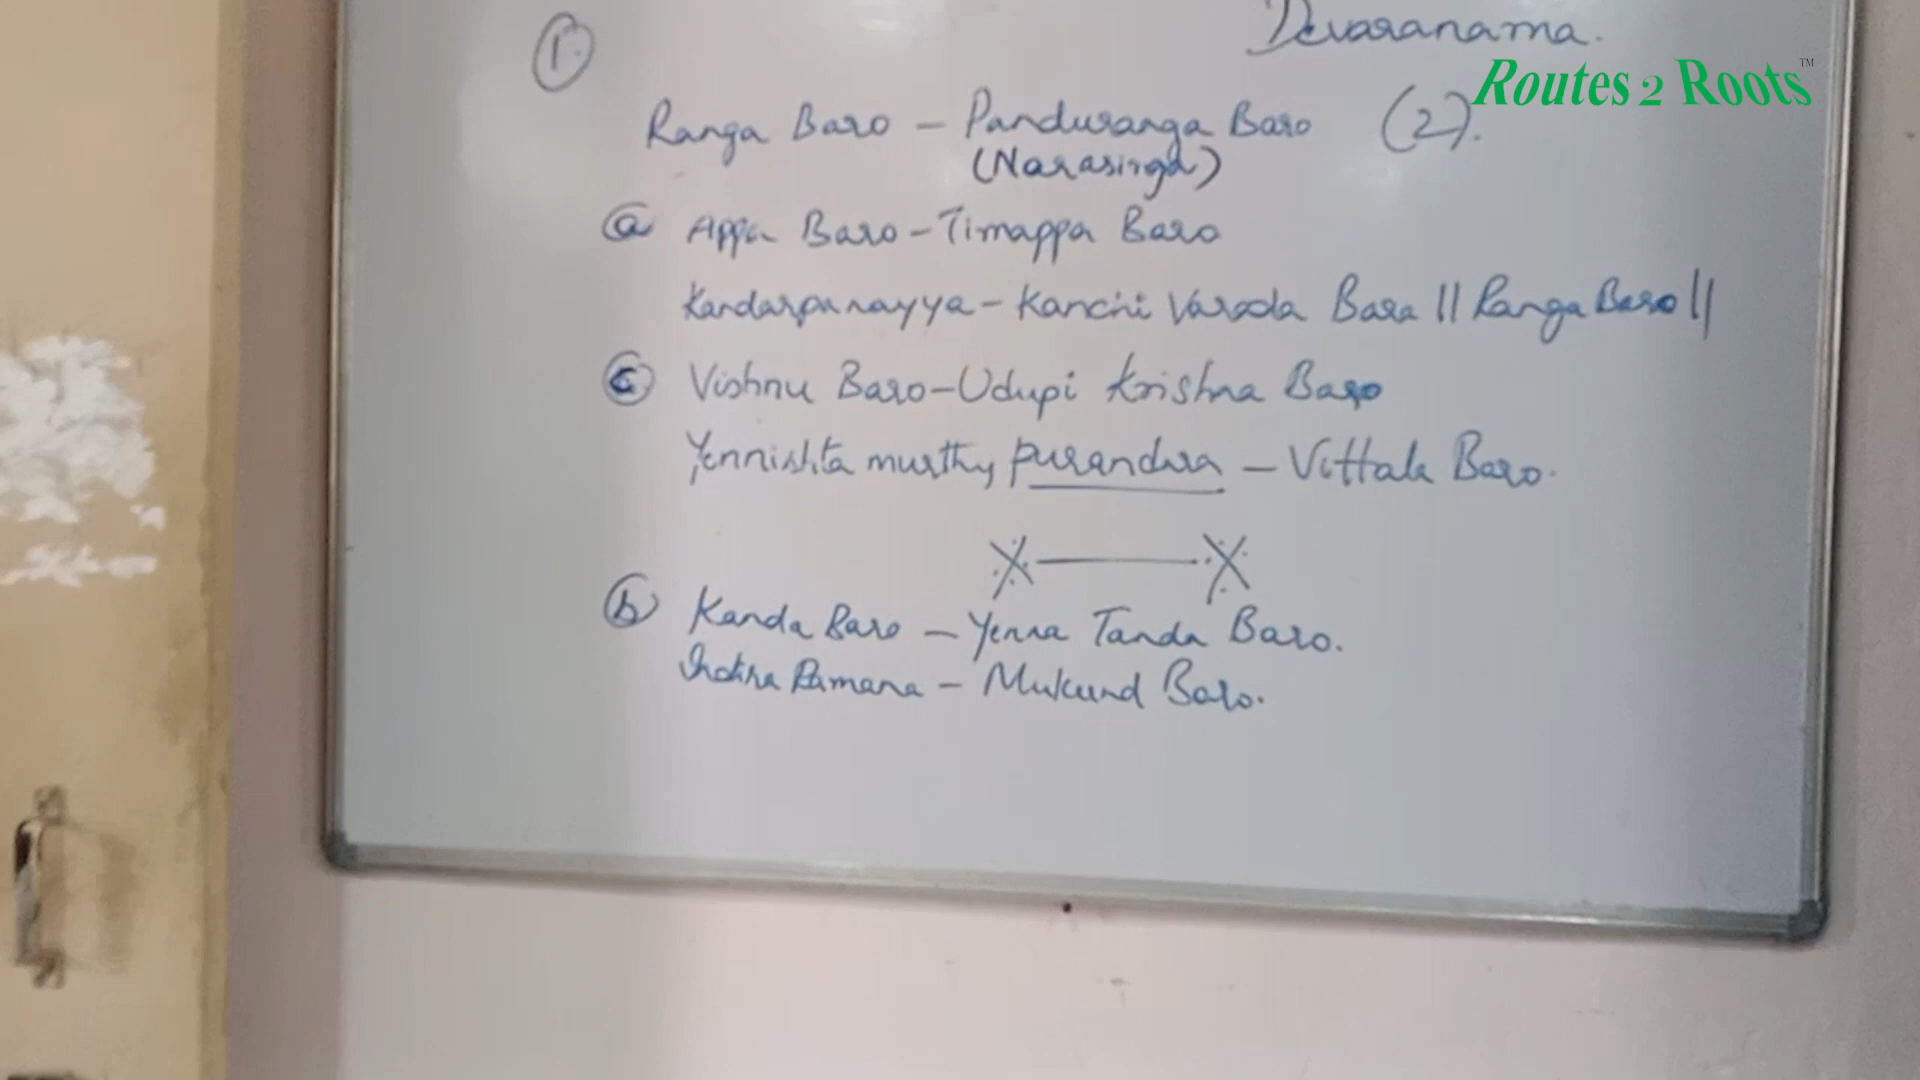 ① Devaranama.
Routes 2 Roots™
Ranga Baro – Panduranga Baro (2).
(Narasinga)
ⓐ Appa Baro – Timappa Baro
Kandarpanayya – Kanchi Varada Bara || Ranga Baro ||
ⓒ Vishnu Baro – Udupi Krishna Baro
Yennishta murthy purandara – Vittala Baro.
ⓑ Kanda Baro – Yenna Tanda Baro.
Ramana – Mukund Baro.